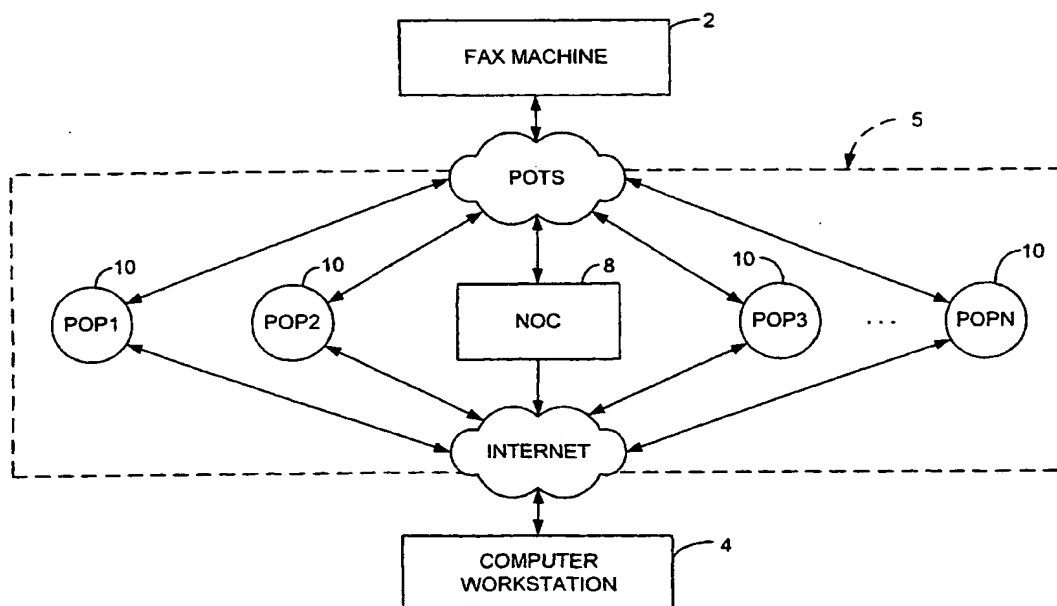 2
FAX MACHINE
5
POTS
10
10
8
10
10
POP1
POP2
NOC
POP3
...
POPN
INTERNET
COMPUTER
WORKSTATION
4